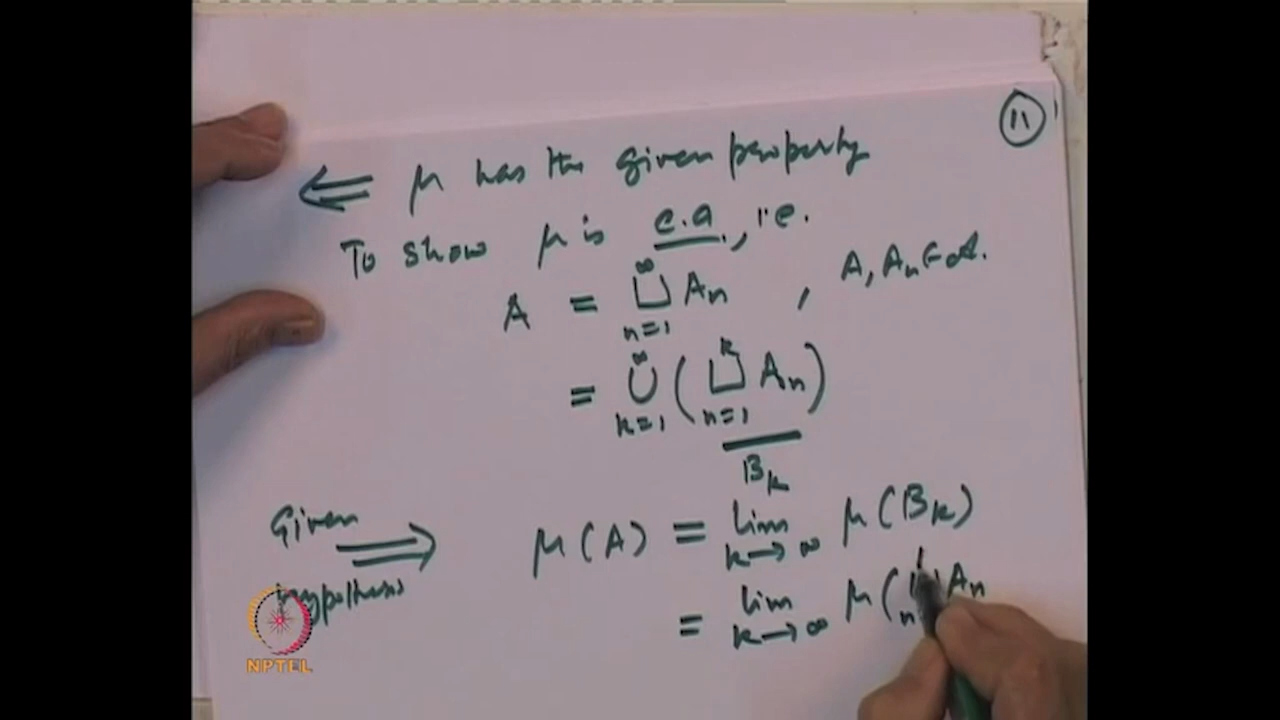 11
⇐ μ has the given property
To show μ is c.a., i.e.
A = ⊔_{n=1}^{∞} A_n , A, A_n ∈ 𝒜.
= ∪_{k=1}^{∞} ( ⊔_{n=1}^{k} A_n )
B_k
Given hypothesis ⟹ μ(A) = lim_{k→∞} μ(B_k)
= lim_{k→∞} μ( ⊔_{n A_n
NPTEL